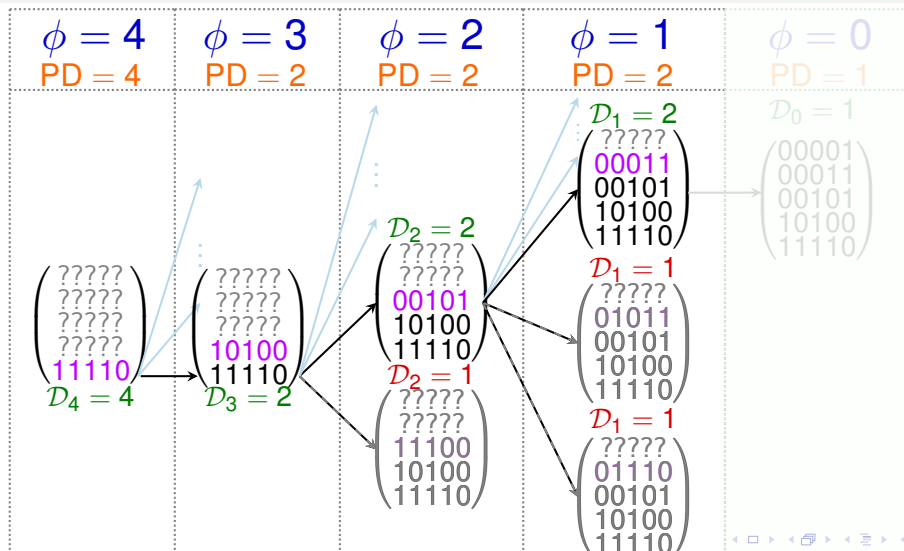 ϕ = 4
PD = 4
ϕ = 3
PD = 2
ϕ = 2
PD = 2
ϕ = 1
PD = 2
ϕ = 0
PD = 1
?????
?????
?????
?????
11110
𝒟₄ = 4
⋮
?????
?????
?????
10100
11110
𝒟₃ = 2
⋮
𝒟₂ = 2
?????
?????
00101
10100
11110
𝒟₂ = 1
?????
?????
11100
10100
11110
⋮
𝒟₁ = 2
?????
00011
00101
10100
11110
𝒟₁ = 1
?????
01011
00101
10100
11110
𝒟₁ = 1
?????
01110
00101
10100
11110
𝒟₀ = 1
00001
00011
00101
10100
11110